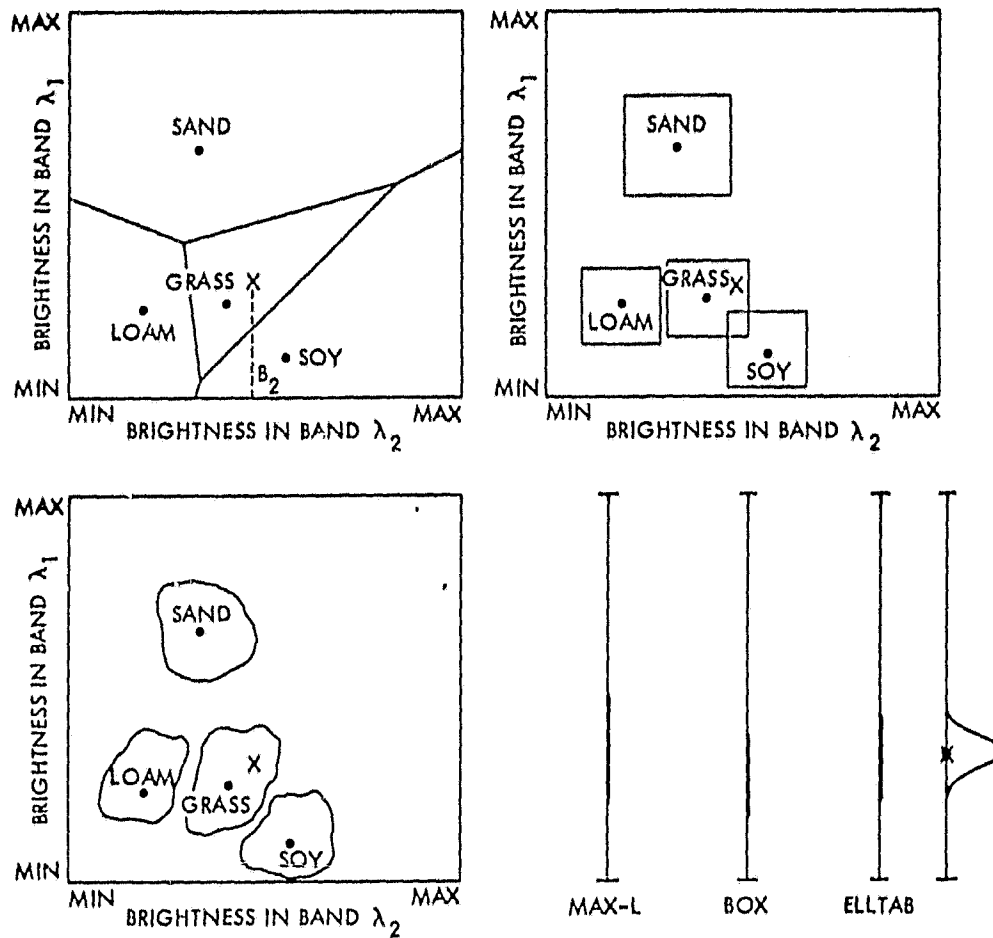 MAX
BRIGHTNESS IN BAND λ1
SAND
GRASS X
LOAM
SOY
B2
MIN
MIN
MAX
BRIGHTNESS IN BAND λ2
MAX
BRIGHTNESS IN BAND λ1
SAND
GRASS X
LOAM
SOY
MIN
MIN
MAX
BRIGHTNESS IN BAND λ2
MAX
BRIGHTNESS IN BAND λ1
SAND
LOAM
X
GRASS
SOY
MIN
MIN
MAX
BRIGHTNESS IN BAND λ2
X
MAX-L
BOX
ELLTAB